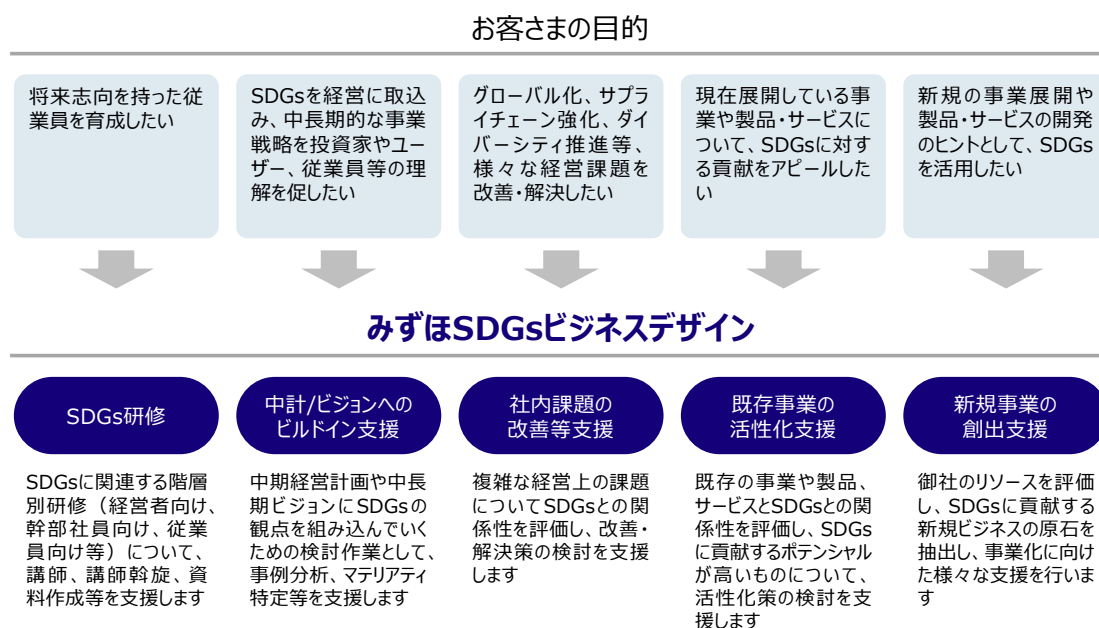 お客さまの目的
将来志向を持った従
業員を育成したい
SDGsを経営に取込
み、中長期的な事業
戦略を投資家やユー
ザー、従業員等の理
解を促したい
グローバル化、サプラ
イチェーン強化、ダイ
バーシティ推進等、
様々な経営課題を
改善・解決したい
現在展開している事
業や製品・サービスに
ついて、SDGsに対す
る貢献をアピールした
い
新規の事業展開や
製品・サービスの開発
のヒントとして、SDGs
を活用したい
みずほSDGsビジネスデザイン
SDGs研修
中計/ビジョンへの
ビルドイン支援
社内課題の
改善等支援
既存事業の
活性化支援
新規事業の
創出支援
SDGsに関連する階層
別研修（経営者向け、
幹部社員向け、従業
員向け等）について、
講師、講師斡旋、資
料作成等を支援します
中期経営計画や中長
期ビジョンにSDGsの
観点を組み込んでいく
ための検討作業として、
事例分析、マテリアティ
特定等を支援します
複雑な経営上の課題
についてSDGsとの関
係性を評価し、改善・
解決策の検討を支援
します
既存の事業や製品、
サービスとSDGsとの関
係性を評価し、SDGs
に貢献するポテンシャル
が高いものについて、
活性化策の検討を支
援します
御社のリソースを評価
し、SDGsに貢献する
新規ビジネスの原石を
抽出し、事業化に向け
た様々な支援を行いま
す